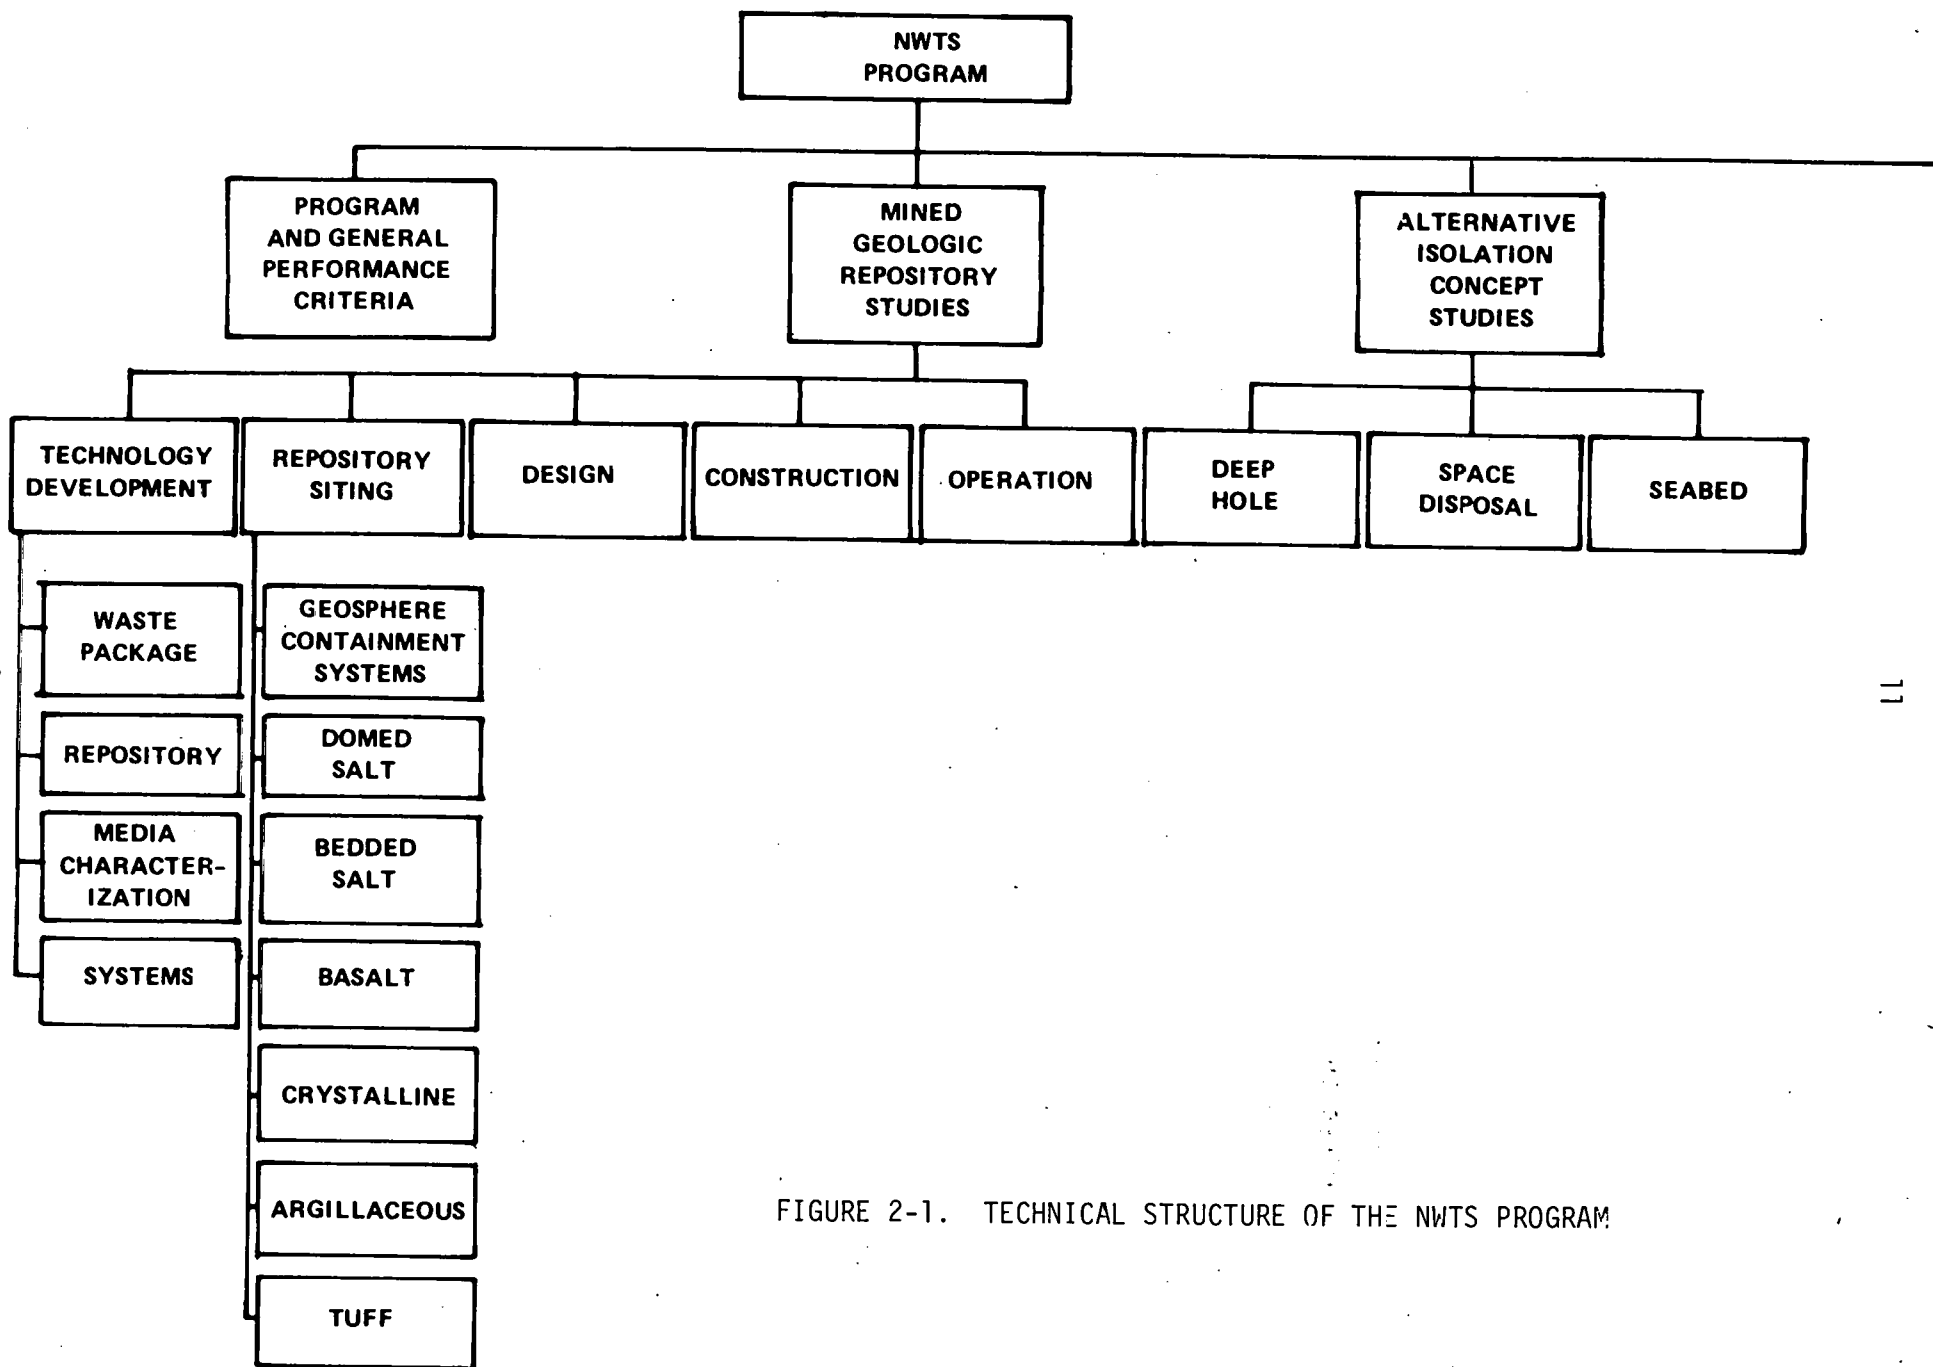 NWTS
PROGRAM
PROGRAM
AND GENERAL
PERFORMANCE
CRITERIA
MINED
GEOLOGIC
REPOSITORY
STUDIES
ALTERNATIVE
ISOLATION
CONCEPT
STUDIES
TECHNOLOGY
DEVELOPMENT
REPOSITORY
SITING
DESIGN
CONSTRUCTION
OPERATION
DEEP
HOLE
SPACE
DISPOSAL
SEABED
WASTE
PACKAGE
REPOSITORY
MEDIA
CHARACTER-
IZATION
SYSTEMS
GEOSPHERE
CONTAINMENT
SYSTEMS
DOMED
SALT
BEDDED
SALT
BASALT
CRYSTALLINE
ARGILLACEOUS
TUFF
11
FIGURE 2-1. TECHNICAL STRUCTURE OF THE NWTS PROGRAM